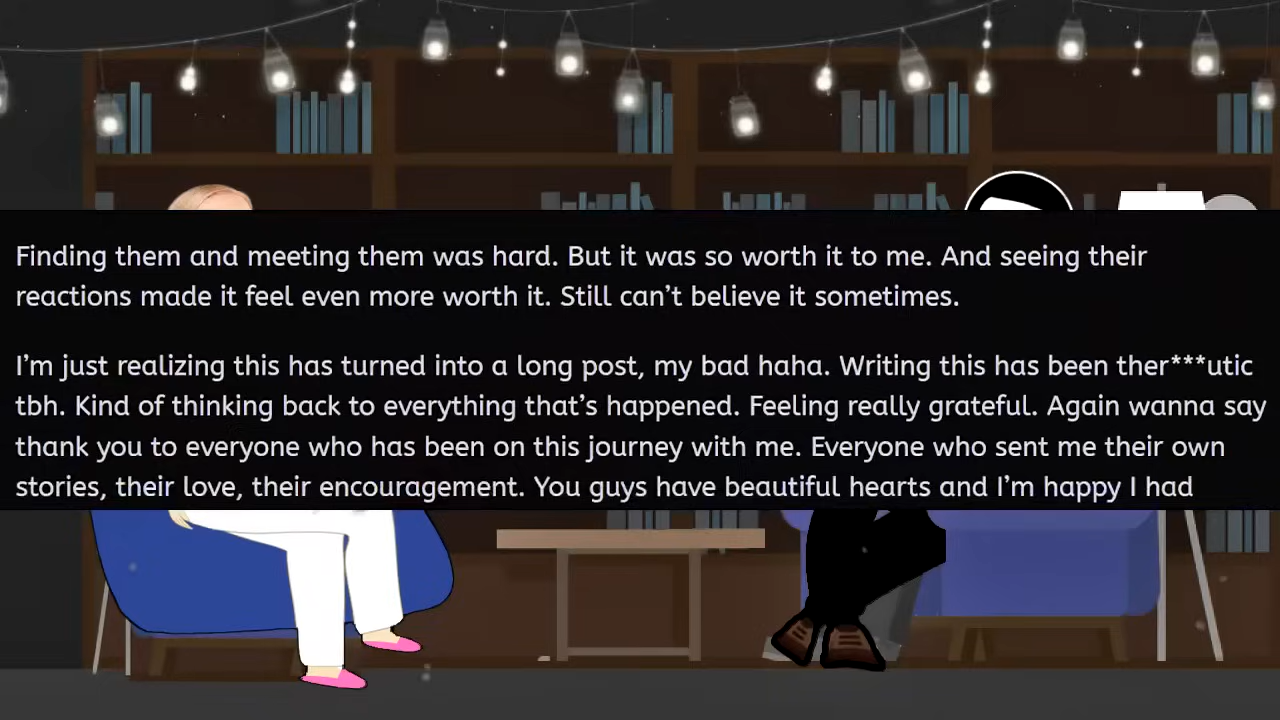 Finding them and meeting them was hard. But it was so worth it to me. And seeing their
reactions made it feel even more worth it. Still can’t believe it sometimes.
I’m just realizing this has turned into a long post, my bad haha. Writing this has been ther***utic
tbh. Kind of thinking back to everything that’s happened. Feeling really grateful. Again wanna say
thank you to everyone who has been on this journey with me. Everyone who sent me their own
stories, their love, their encouragement. You guys have beautiful hearts and I’m happy I had